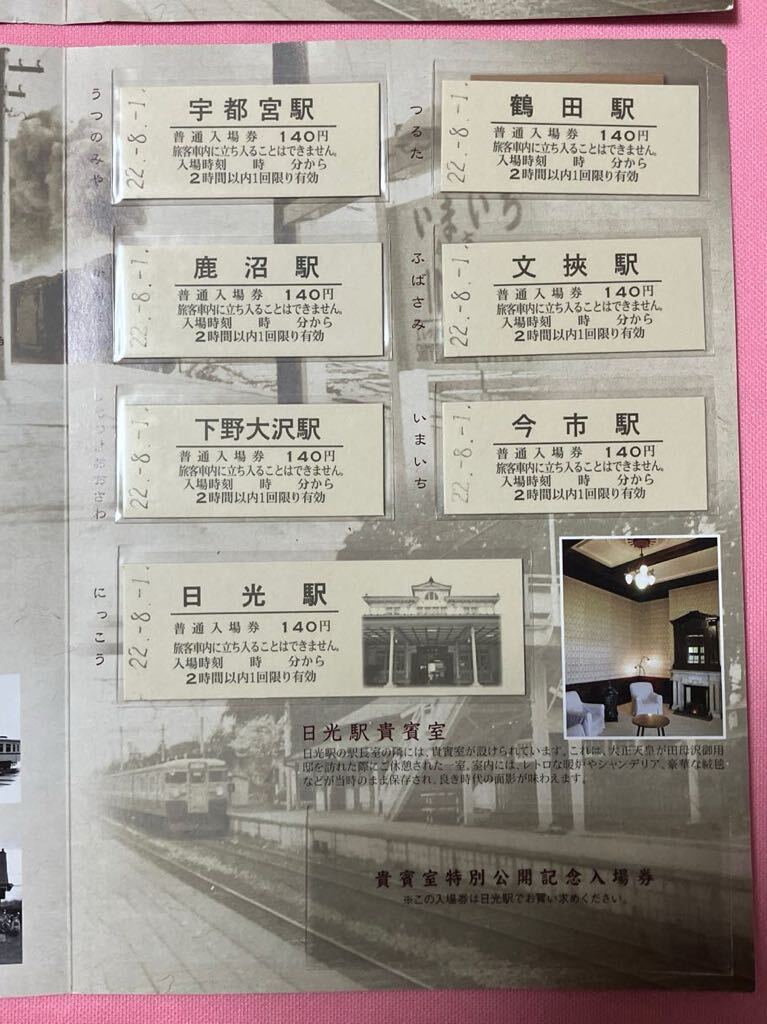 うつのみや
22.-8.-1
宇都宮駅
普通入場券 140円
旅客車内に立ち入ることはできません。
入場時刻 時 分から
2時間以内1回限り有効
つるた
22.-8.-1
鶴田駅
普通入場券 140円
旅客車内に立ち入ることはできません。
入場時刻 時 分から
2時間以内1回限り有効
いまいち
22.-8.-1
鹿沼駅
普通入場券 140円
旅客車内に立ち入ることはできません。
入場時刻 時 分から
2時間以内1回限り有効
ふばさみ
22.-8.-1
文挾駅
普通入場券 140円
旅客車内に立ち入ることはできません。
入場時刻 時 分から
2時間以内1回限り有効
おおさわ
22.-8.-1
下野大沢駅
普通入場券 140円
旅客車内に立ち入ることはできません。
入場時刻 時 分から
2時間以内1回限り有効
いまいち
22.-8.-1
今市駅
普通入場券 140円
旅客車内に立ち入ることはできません。
入場時刻 時 分から
2時間以内1回限り有効
にっこう
22.-8.-1
日光駅
普通入場券 140円
旅客車内に立ち入ることはできません。
入場時刻 時 分から
2時間以内1回限り有効
日光駅貴賓室
日光駅の駅長室の隣には、貴賓室が設けられています。これは、大正天皇が田母沢御用
邸を訪れた際にご休憩された一室。室内には、レトロな暖炉やシャンデリア、豪華な絨毯
などが当時のまま保存され、良き時代の面影が味わえます。
貴賓室特別公開記念入場券
※この入場券は日光駅でお買い求めください。